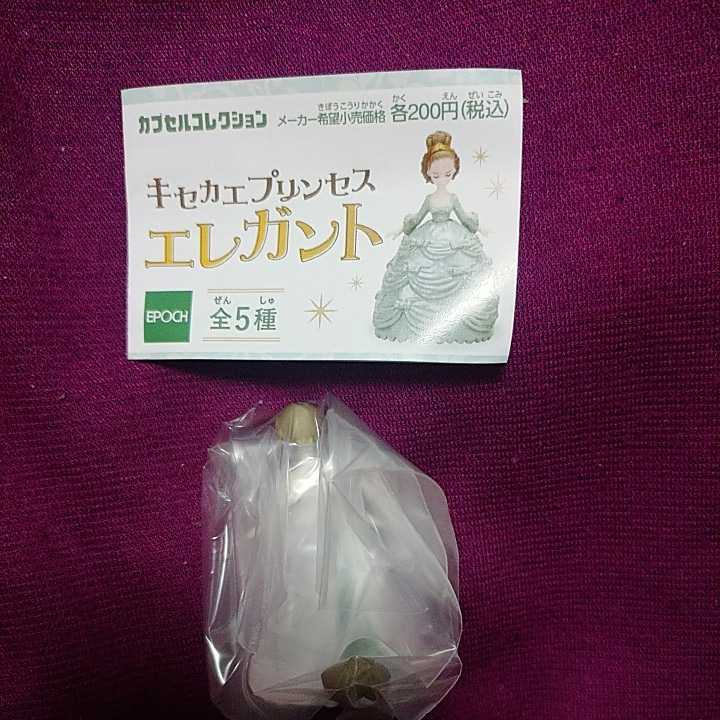 カプセルコレクション
きぼうこうりかかく
メーカー希望小売価格
かく えん ぜいこみ
各200円(税込)
キセカエプリンセス
エレガント
EPOCH
ぜん しゅ
全5種